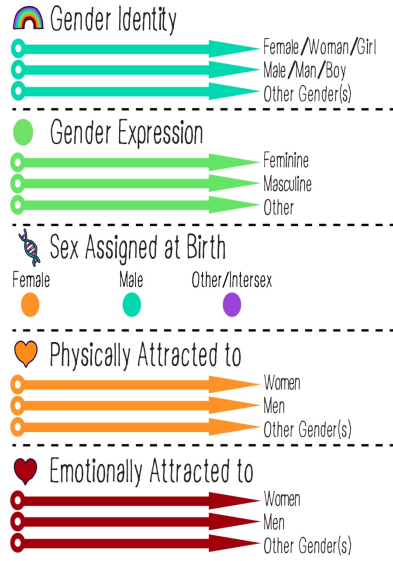 Gender Identity
Female/Woman/Girl
Male/Man/Boy
Other Gender(s)
Gender Expression
Feminine
Masculine
Other
Sex Assigned at Birth
Female Male Other/Intersex
Physically Attracted to
Women
Men
Other Gender(s)
Emotionally Attracted to
Women
Men
Other Gender(s)